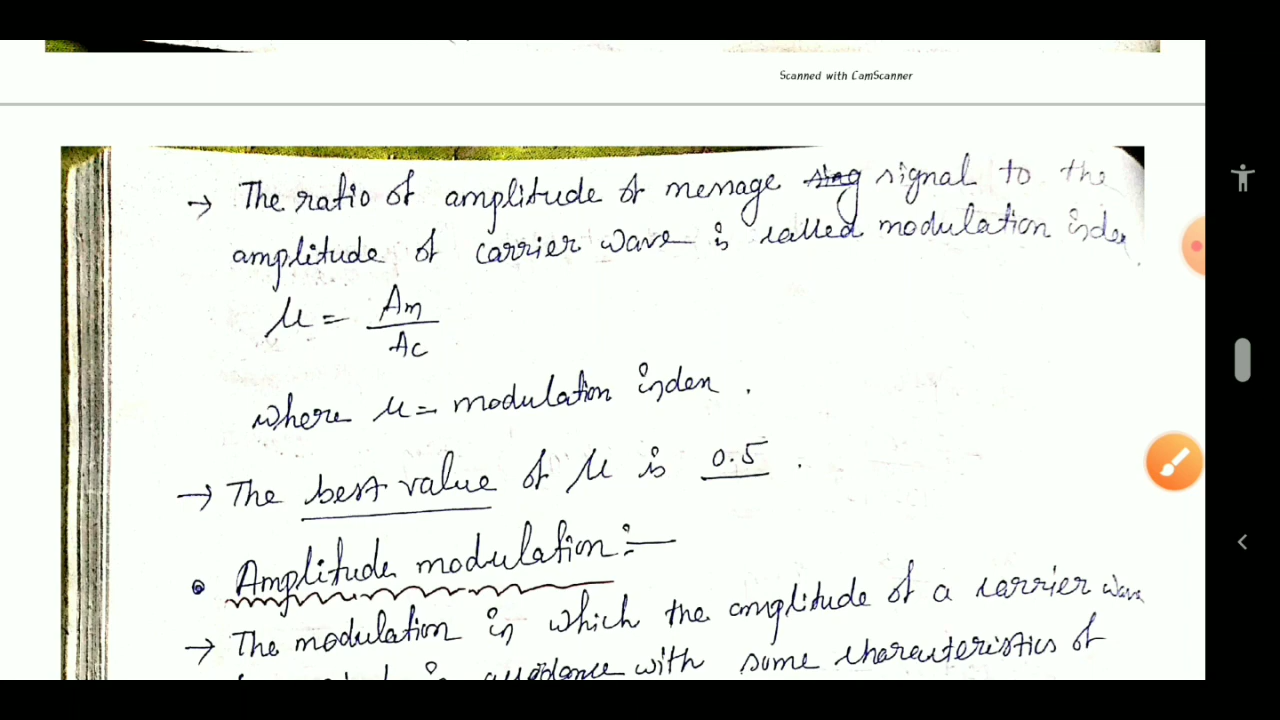 Scanned with CamScanner
→ The ratio of amplitude of message signal to the
amplitude of carrier wave is called modulation index
μ = Am
Ac
where μ = modulation index .
→ The best value of μ is 0.5 .
• Amplitude modulation :—
→ The modulation in which the amplitude of a carrier wave
with some characteristics of